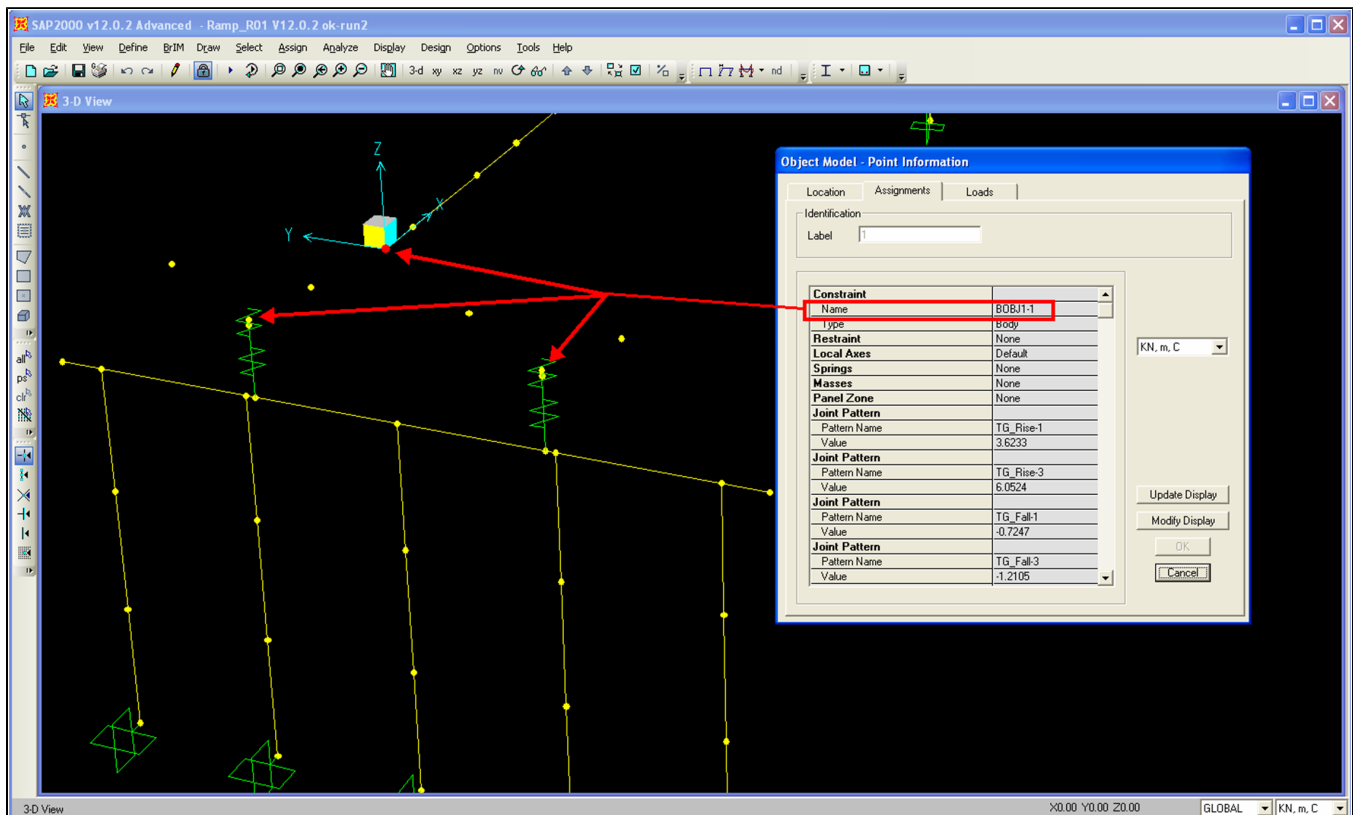 SAP2000 v12.0.2 Advanced - Ramp_R01 V12.0.2 ok-run2
File Edit View Define BrIM Draw Select Assign Analyze Display Design Options Tools Help
3-d xy xz yz nv nd
3-D View
all
ps
clr
Z
X
Y
Object Model - Point Information
Location Assignments Loads
Identification
Label 1
Constraint
Name BOBJ1-1
Type Body
Restraint None
Local Axes Default
Springs None
Masses None
Panel Zone None
Joint Pattern
Pattern Name TG_Rise-1
Value 3.6233
Joint Pattern
Pattern Name TG_Rise-3
Value 6.0524
Joint Pattern
Pattern Name TG_Fall-1
Value -0.7247
Joint Pattern
Pattern Name TG_Fall-3
Value -1.2105
KN, m, C
Update Display
Modify Display
OK
Cancel
3-D View X0.00 Y0.00 Z0.00 GLOBAL KN, m, C